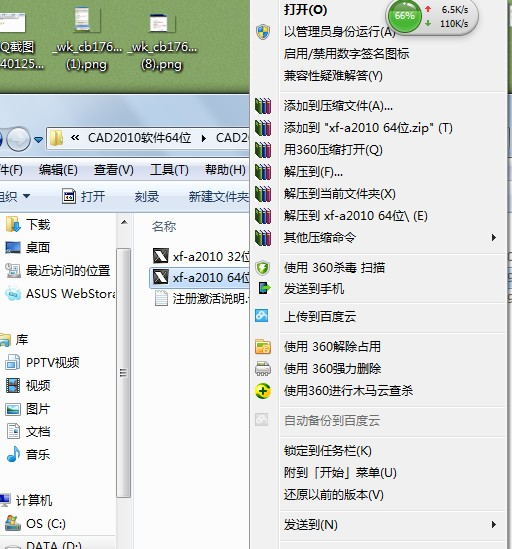 Q截图
40125...
_wk_cb176...
(1).png
_wk_cb176...
(8).png
66%
6.5K/s
110K/s
« CAD2010软件64位 ▸ CAD2
件(F) 编辑(E) 查看(V) 工具(T) 帮助(H)
组织 打开 刻录 新建文件夹
下载
桌面
最近访问的位置
ASUS WebStora
库
PPTV视频
视频
图片
文档
音乐
计算机
OS (C:)
DATA (D:)
名称
xf-a2010 32位
xf-a2010 64位
注册激活说明.
打开(O)
以管理员身份运行(A)
启用/禁用数字签名图标
兼容性疑难解答(Y)
添加到压缩文件(A)...
添加到 "xf-a2010 64位.zip" (T)
用360压缩打开(Q)
解压到(F)...
解压到当前文件夹(X)
解压到 xf-a2010 64位\ (E)
其他压缩命令
使用 360杀毒 扫描
发送到手机
上传到百度云
使用 360解除占用
使用 360强力删除
使用360进行木马云查杀
自动备份到百度云
锁定到任务栏(K)
附到「开始」菜单(U)
还原以前的版本(V)
发送到(N)